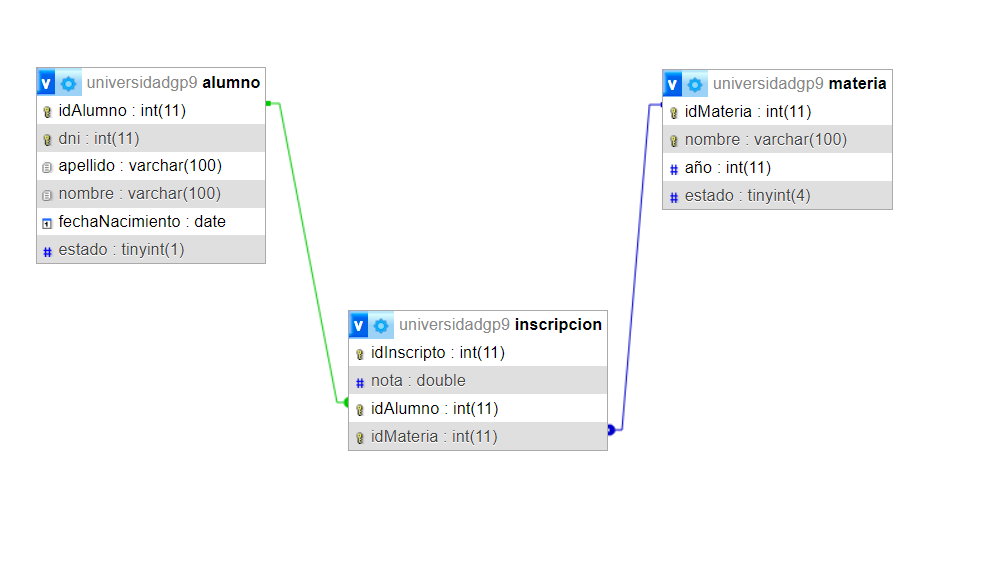 v universidadgp9 alumno
idAlumno : int(11)
dni : int(11)
apellido : varchar(100)
nombre : varchar(100)
fechaNacimiento : date
# estado : tinyint(1)
v universidadgp9 materia
idMateria : int(11)
nombre : varchar(100)
# año : int(11)
# estado : tinyint(4)
v universidadgp9 inscripcion
idInscripto : int(11)
# nota : double
idAlumno : int(11)
idMateria : int(11)